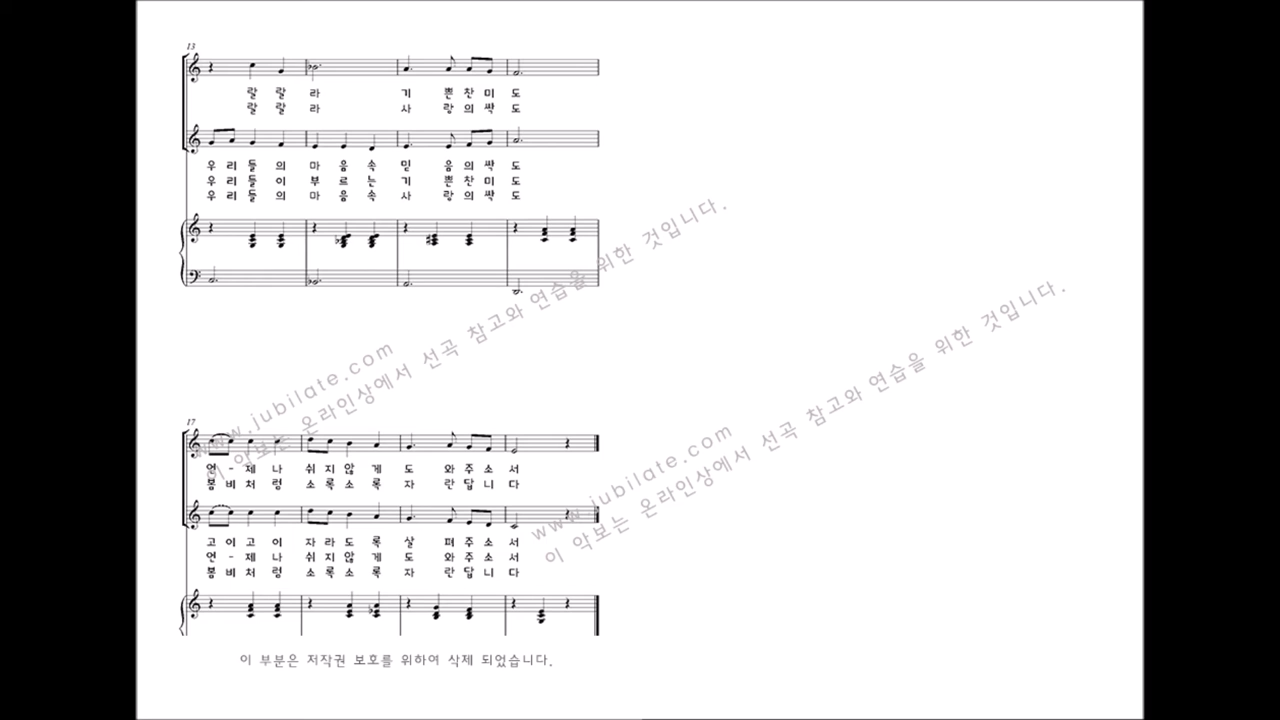 13
랄 랄 라 기 쁜 찬 미 도
랄 랄 라 사 랑 의 싹 도
우 리 들 의 마 음 속 믿 음 의 싹 도
우 리 들 이 부 르 는 기 쁜 찬 미 도
우 리 들 의 마 음 속 사 랑 의 싹 도
www.jubilate.com
이 악보는 온라인상에서 선곡 참고와 연습을 위한 것입니다.
17
언 - 제 나 쉬 지 않 게 도 와 주 소 서
봄 비 처 럼 소 록 소 록 자 란 답 니 다
고 이 고 이 자 라 도 록 살 펴 주 소 서
언 - 제 나 쉬 지 않 게 도 와 주 소 서
봄 비 처 럼 소 록 소 록 자 란 답 니 다
www.jubilate.com
이 악보는 온라인상에서 선곡 참고와 연습을 위한 것입니다.
이 부분은 저작권 보호를 위하여 삭제 되었습니다.